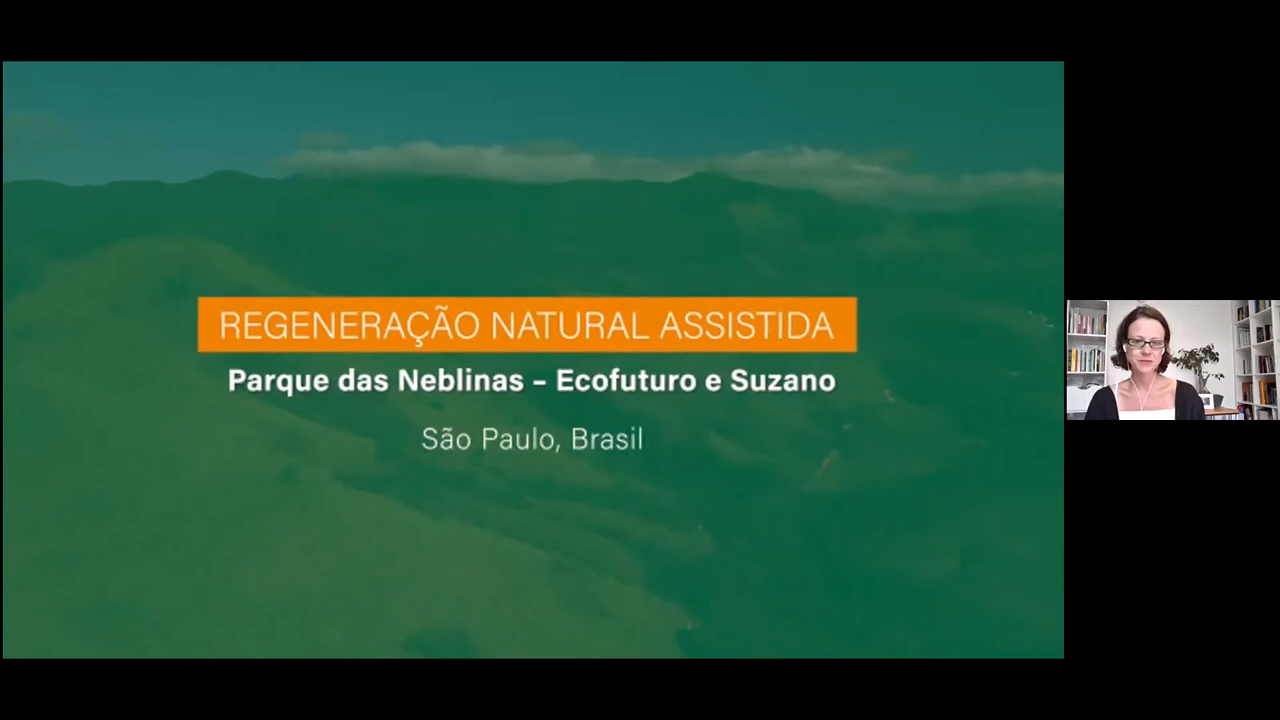 REGENERAÇÃO NATURAL ASSISTIDA
Parque das Neblinas – Ecofuturo e Suzano
São Paulo, Brasil